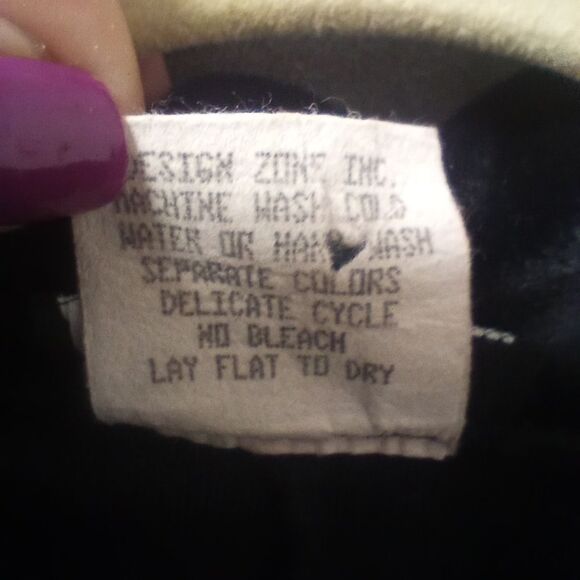 DESIGN ZONE INC.
MACHINE WASH COLD
WATER OR HAND WASH
SEPARATE COLORS
DELICATE CYCLE
NO BLEACH
LAY FLAT TO DRY